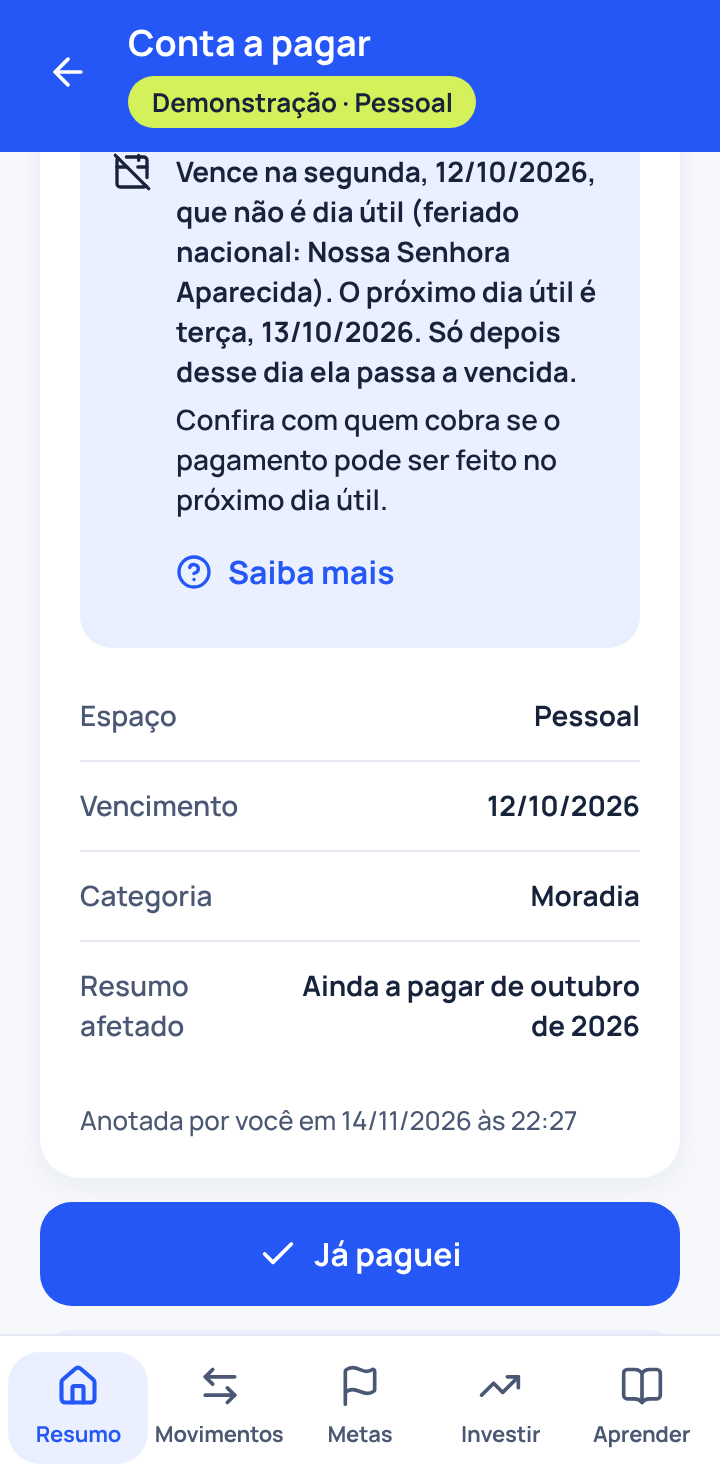 Conta a pagar
Demonstração · Pessoal
Vence na segunda, 12/10/2026,
que não é dia útil (feriado
nacional: Nossa Senhora
Aparecida). O próximo dia útil é
terça, 13/10/2026. Só depois
desse dia ela passa a vencida.
Confira com quem cobra se o
pagamento pode ser feito no
próximo dia útil.
Saiba mais
Espaço Pessoal
Vencimento 12/10/2026
Categoria Moradia
Resumo Ainda a pagar de outubro
afetado de 2026
Anotada por você em 14/11/2026 às 22:27
Já paguei
Resumo Movimentos Metas Investir Aprender